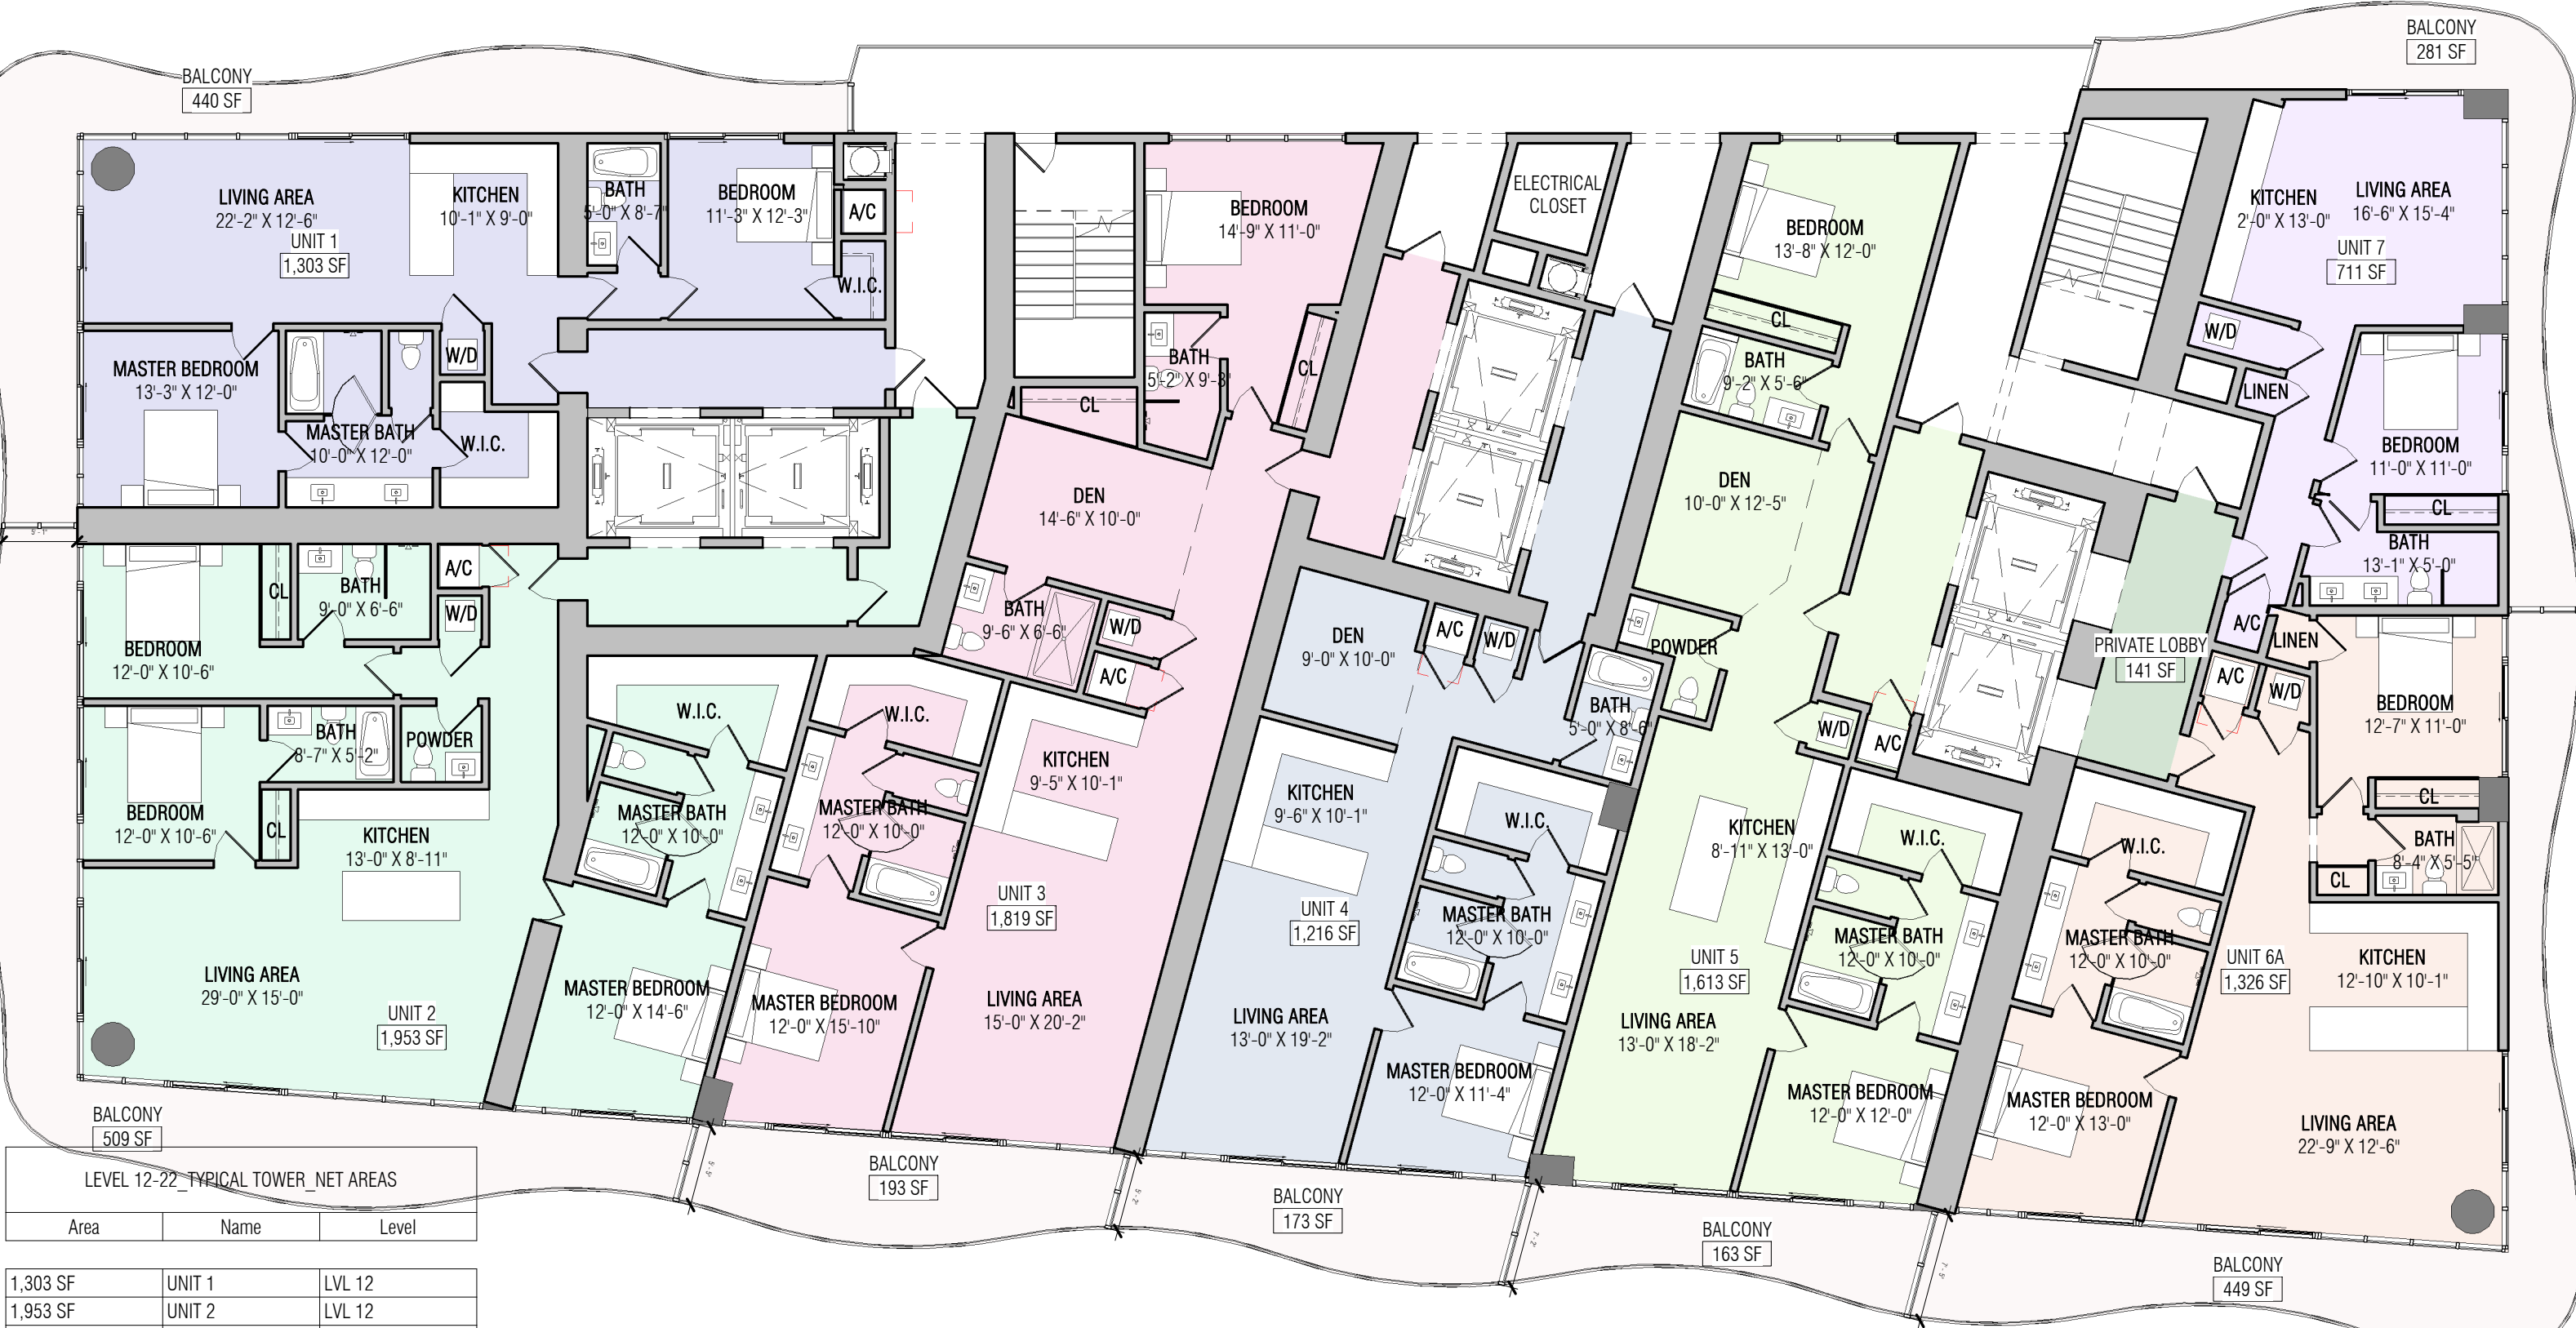 BALCONY
440 SF
BALCONY
281 SF
LIVING AREA
22'-2" X 12'-6"
UNIT 1
1,303 SF
KITCHEN
10'-1" X 9'-0"
BATH
5'-0" X 8'-7"
BEDROOM
11'-3" X 12'-3"
A/C
W.I.C.
MASTER BEDROOM
13'-3" X 12'-0"
W/D
MASTER BATH
10'-0" X 12'-0"
W.I.C.
9'-1"
BEDROOM
14'-9" X 11'-0"
BATH
5'-2" X 9'-3"
CL
CL
DEN
14'-6" X 10'-0"
BATH
9'-6" X 6'-6"
W/D
A/C
ELECTRICAL
CLOSET
BEDROOM
13'-8" X 12'-0"
CL
BATH
9'-2" X 5'-6"
DEN
10'-0" X 12'-5"
POWDER
KITCHEN
2'-0" X 13'-0"
LIVING AREA
16'-6" X 15'-4"
UNIT 7
711 SF
W/D
LINEN
BEDROOM
11'-0" X 11'-0"
CL
BATH
13'-1" X 5'-0"
A/C
LINEN
PRIVATE LOBBY
141 SF
A/C
W/D
BEDROOM
12'-7" X 11'-0"
CL
BATH
8'-4" X 5'-5"
CL
CL
BATH
9'-0" X 6'-6"
A/C
W/D
BEDROOM
12'-0" X 10'-6"
BATH
8'-7" X 5'-2"
POWDER
BEDROOM
12'-0" X 10'-6"
CL
KITCHEN
13'-0" X 8'-11"
LIVING AREA
29'-0" X 15'-0"
UNIT 2
1,953 SF
W.I.C.
MASTER BATH
12'-0" X 10'-0"
MASTER BEDROOM
12'-0" X 14'-6"
W.I.C.
MASTER BATH
12'-0" X 10'-0"
MASTER BEDROOM
12'-0" X 15'-10"
KITCHEN
9'-5" X 10'-1"
UNIT 3
1,819 SF
LIVING AREA
15'-0" X 20'-2"
DEN
9'-0" X 10'-0"
A/C
W/D
BATH
5'-0" X 8'-6"
KITCHEN
9'-6" X 10'-1"
W.I.C.
UNIT 4
1,216 SF
MASTER BATH
12'-0" X 10'-0"
LIVING AREA
13'-0" X 19'-2"
MASTER BEDROOM
12'-0" X 11'-4"
W/D
A/C
KITCHEN
8'-11" X 13'-0"
W.I.C.
UNIT 5
1,613 SF
MASTER BATH
12'-0" X 10'-0"
LIVING AREA
13'-0" X 18'-2"
MASTER BEDROOM
12'-0" X 12'-0"
W.I.C.
MASTER BATH
12'-0" X 10'-0"
UNIT 6A
1,326 SF
KITCHEN
12'-10" X 10'-1"
MASTER BEDROOM
12'-0" X 13'-0"
LIVING AREA
22'-9" X 12'-6"
BALCONY
509 SF
BALCONY
193 SF
BALCONY
173 SF
BALCONY
163 SF
BALCONY
449 SF
LEVEL 12-22_TYPICAL TOWER_NET AREAS
Area Name Level
1,303 SF UNIT 1 LVL 12
1,953 SF UNIT 2 LVL 12